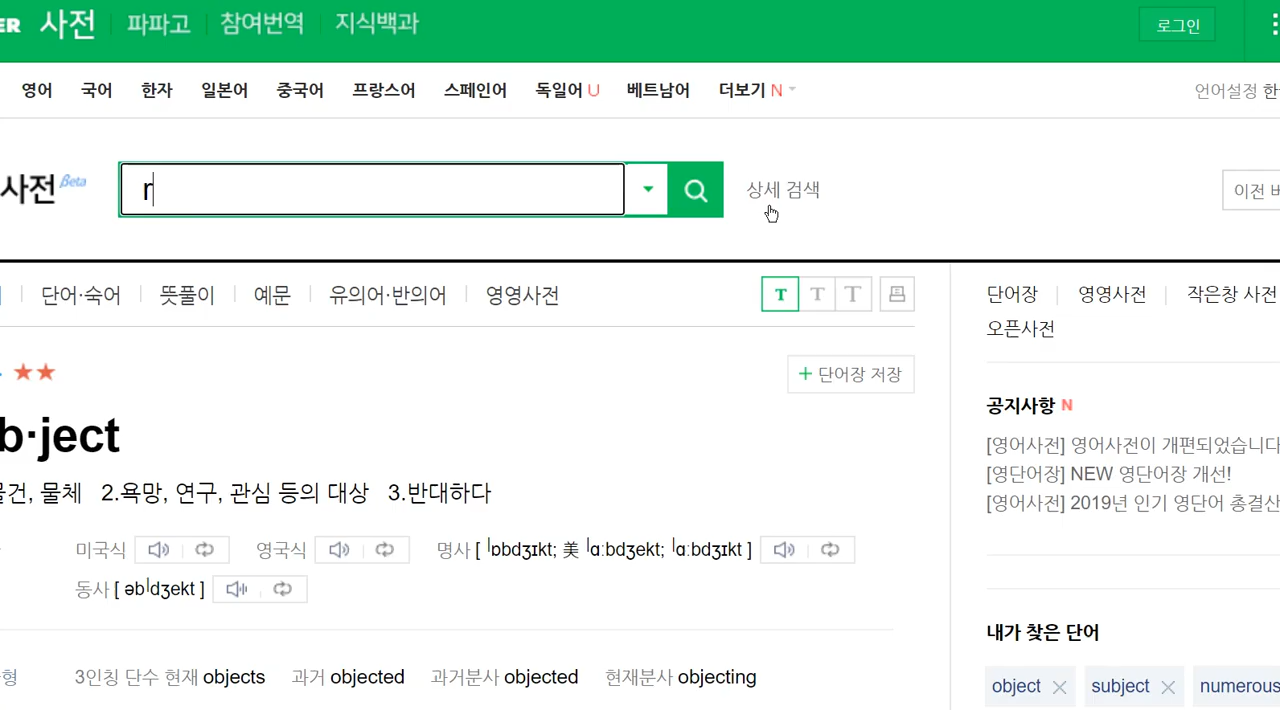 ER 사전 파파고 참여번역 지식백과 로그인
영어 국어 한자 일본어 중국어 프랑스어 스페인어 독일어 U 베트남어 더보기 N 언어설정 한
사전 Beta r 상세 검색 이전 버
단어·숙어 뜻풀이 예문 유의어·반의어 영영사전 T T T
단어장 영영사전 작은창 사전
오픈사전
+ 단어장 저장
공지사항 N
b·ject
[영어사전] 영어사전이 개편되었습니다
[영단어장] NEW 영단어장 개선!
물건, 물체 2.욕망, 연구, 관심 등의 대상 3.반대하다
[영어사전] 2019년 인기 영단어 총결산
미국식 영국식 명사 [ ˈɒbdʒɪkt; 美 ˈɑːbdʒekt; ˈɑːbdʒɪkt ]
동사 [ əbˈdʒekt ]
내가 찾은 단어
형 3인칭 단수 현재 objects 과거 objected 과거분사 objected 현재분사 objecting
object subject numerous